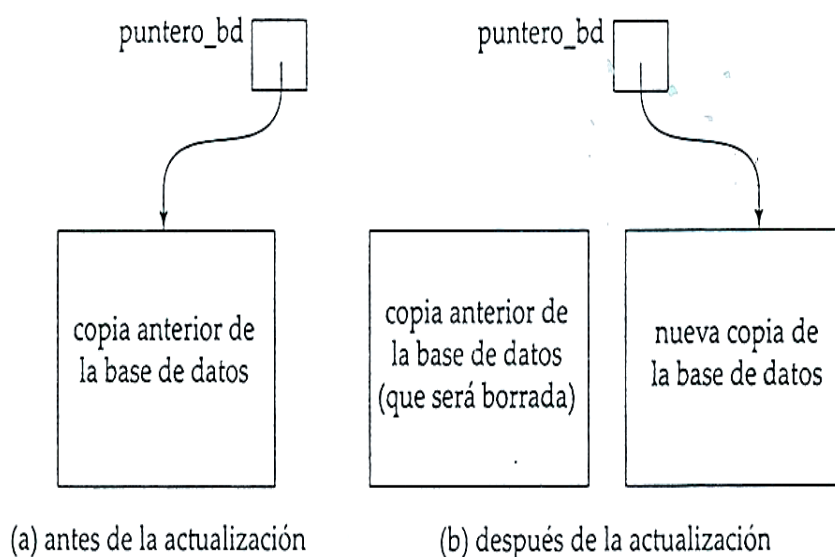 puntero_bd
puntero_bd
copia anterior de
la base de datos
copia anterior de
la base de datos
(que será borrada)
nueva copia de
la base de datos
(a) antes de la actualización
(b) después de la actualización